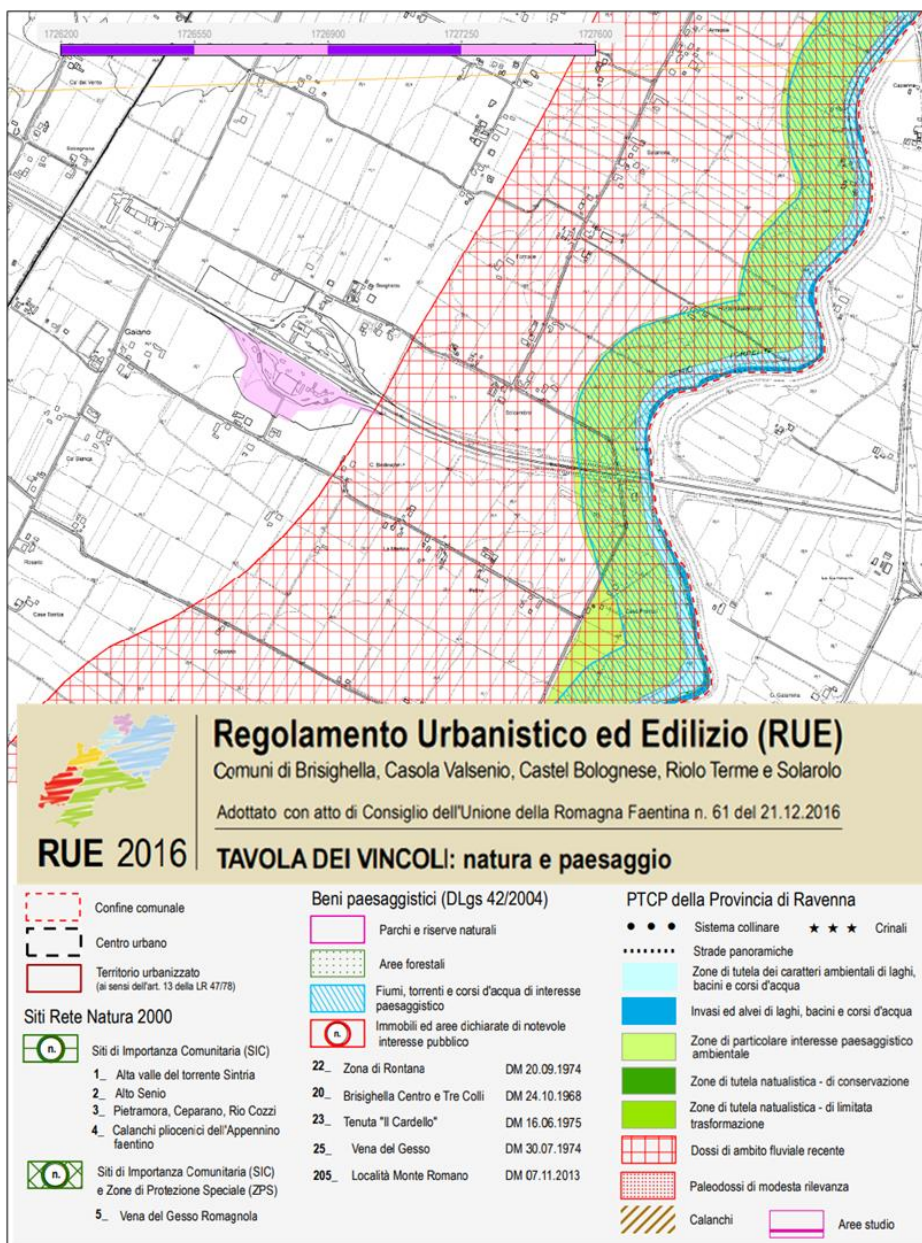 1726200 1726550 1726900 1727250 1727600
Gaiano
Rosario
Regolamento Urbanistico ed Edilizio (RUE)
Comuni di Brisighella, Casola Valsenio, Castel Bolognese, Riolo Terme e Solarolo
Adottato con atto di Consiglio dell'Unione della Romagna Faentina n. 61 del 21.12.2016
RUE 2016
TAVOLA DEI VINCOLI: natura e paesaggio
Confine comunale
Centro urbano
Territorio urbanizzato
(ai sensi dell'art. 13 della LR 47/78)
Siti Rete Natura 2000
n. Siti di Importanza Comunitaria (SIC)
1_ Alta valle del torrente Sintria
2_ Alto Senio
3_ Pietramora, Ceparano, Rio Cozzi
4_ Calanchi pliocenici dell'Appennino
faentino
n. Siti di Importanza Comunitaria (SIC)
e Zone di Protezione Speciale (ZPS)
5_ Vena del Gesso Romagnola
Beni paesaggistici (DLgs 42/2004)
Parchi e riserve naturali
Aree forestali
Fiumi, torrenti e corsi d'acqua di interesse
paesaggistico
n. Immobili ed aree dichiarate di notevole
interesse pubblico
22_ Zona di Rontana DM 20.09.1974
20_ Brisighella Centro e Tre Colli DM 24.10.1968
23_ Tenuta "Il Cardello" DM 16.06.1975
25_ Vena del Gesso DM 30.07.1974
205_ Località Monte Romano DM 07.11.2013
PTCP della Provincia di Ravenna
Sistema collinare Crinali
Strade panoramiche
Zone di tutela dei caratteri ambientali di laghi,
bacini e corsi d'acqua
Invasi ed alvei di laghi, bacini e corsi d'acqua
Zone di particolare interesse paesaggistico
ambientale
Zone di tutela natualistica - di conservazione
Zone di tutela natualistica - di limitata
trasformazione
Dossi di ambito fluviale recente
Paleodossi di modesta rilevanza
Calanchi
Aree studio